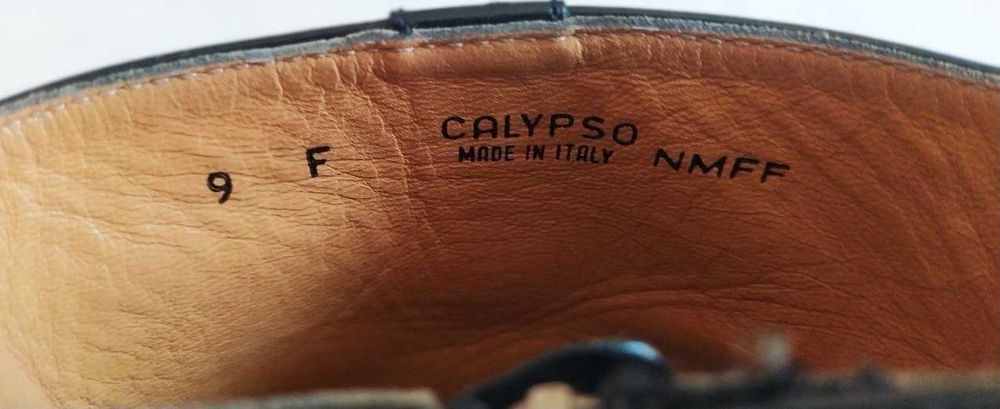 9 F CALYPSO NMFF
MADE IN ITALY